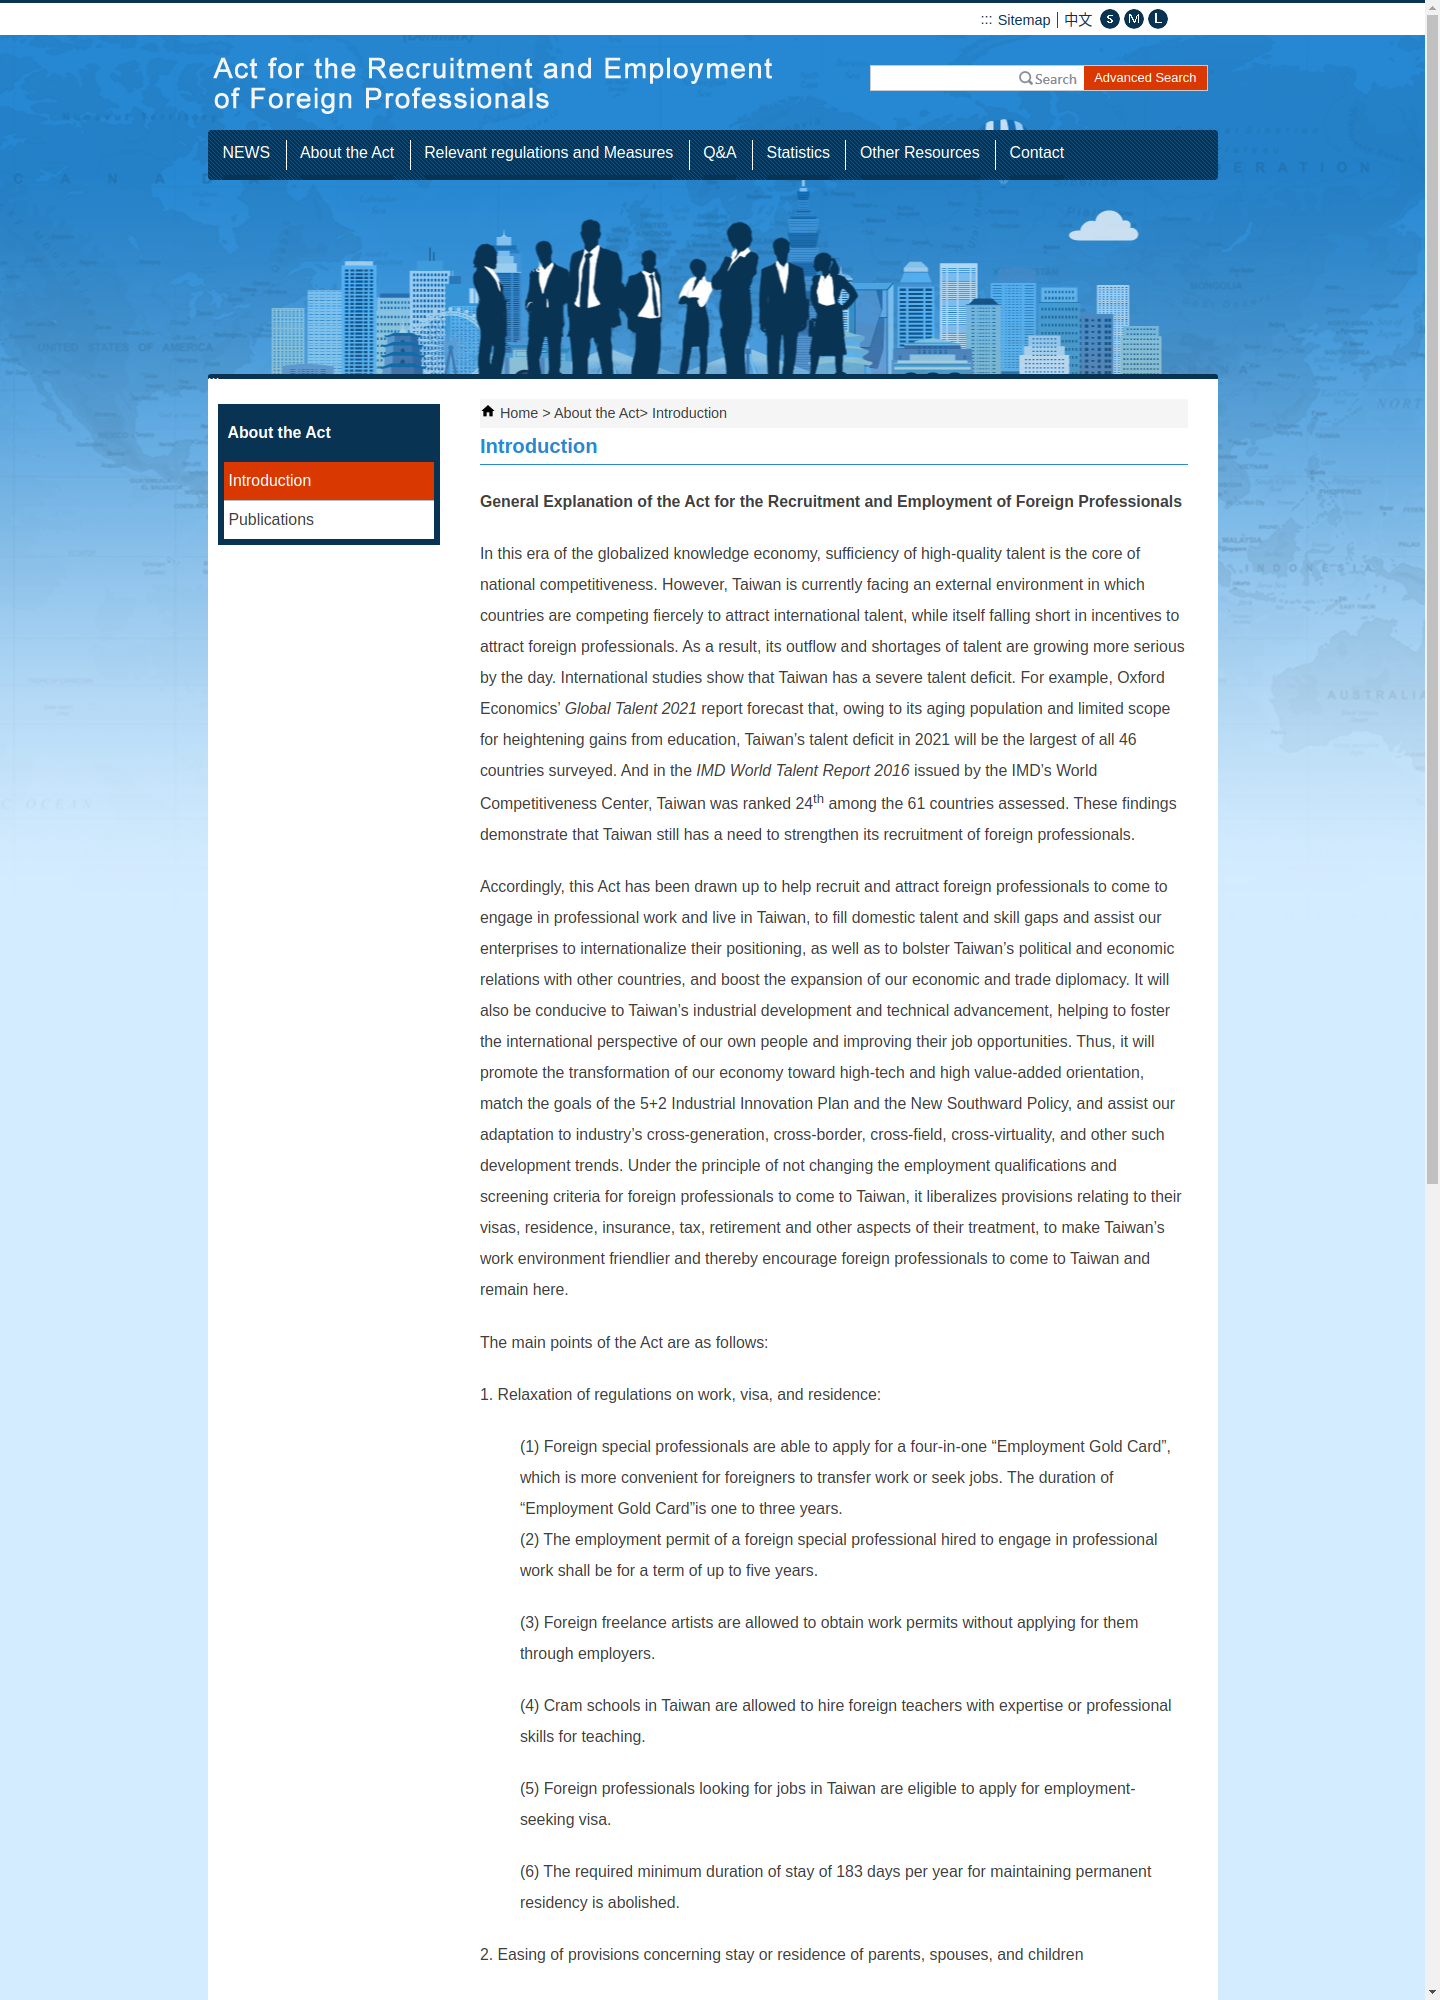 ::: Sitemap 中文 S M L
Act for the Recruitment and Employment
of Foreign Professionals
Search Advanced Search
NEWS About the Act Relevant regulations and Measures Q&A Statistics Other Resources Contact
About the Act
Introduction
Publications
Home > About the Act> Introduction
Introduction
General Explanation of the Act for the Recruitment and Employment of Foreign Professionals
In this era of the globalized knowledge economy, sufficiency of high-quality talent is the core of
national competitiveness. However, Taiwan is currently facing an external environment in which
countries are competing fiercely to attract international talent, while itself falling short in incentives to
attract foreign professionals. As a result, its outflow and shortages of talent are growing more serious
by the day. International studies show that Taiwan has a severe talent deficit. For example, Oxford
Economics’ Global Talent 2021 report forecast that, owing to its aging population and limited scope
for heightening gains from education, Taiwan’s talent deficit in 2021 will be the largest of all 46
countries surveyed. And in the IMD World Talent Report 2016 issued by the IMD’s World
Competitiveness Center, Taiwan was ranked 24th among the 61 countries assessed. These findings
demonstrate that Taiwan still has a need to strengthen its recruitment of foreign professionals.
Accordingly, this Act has been drawn up to help recruit and attract foreign professionals to come to
engage in professional work and live in Taiwan, to fill domestic talent and skill gaps and assist our
enterprises to internationalize their positioning, as well as to bolster Taiwan’s political and economic
relations with other countries, and boost the expansion of our economic and trade diplomacy. It will
also be conducive to Taiwan’s industrial development and technical advancement, helping to foster
the international perspective of our own people and improving their job opportunities. Thus, it will
promote the transformation of our economy toward high-tech and high value-added orientation,
match the goals of the 5+2 Industrial Innovation Plan and the New Southward Policy, and assist our
adaptation to industry’s cross-generation, cross-border, cross-field, cross-virtuality, and other such
development trends. Under the principle of not changing the employment qualifications and
screening criteria for foreign professionals to come to Taiwan, it liberalizes provisions relating to their
visas, residence, insurance, tax, retirement and other aspects of their treatment, to make Taiwan’s
work environment friendlier and thereby encourage foreign professionals to come to Taiwan and
remain here.
The main points of the Act are as follows:
1. Relaxation of regulations on work, visa, and residence:
(1) Foreign special professionals are able to apply for a four-in-one “Employment Gold Card”,
which is more convenient for foreigners to transfer work or seek jobs. The duration of
“Employment Gold Card”is one to three years.
(2) The employment permit of a foreign special professional hired to engage in professional
work shall be for a term of up to five years.
(3) Foreign freelance artists are allowed to obtain work permits without applying for them
through employers.
(4) Cram schools in Taiwan are allowed to hire foreign teachers with expertise or professional
skills for teaching.
(5) Foreign professionals looking for jobs in Taiwan are eligible to apply for employment-
seeking visa.
(6) The required minimum duration of stay of 183 days per year for maintaining permanent
residency is abolished.
2. Easing of provisions concerning stay or residence of parents, spouses, and children